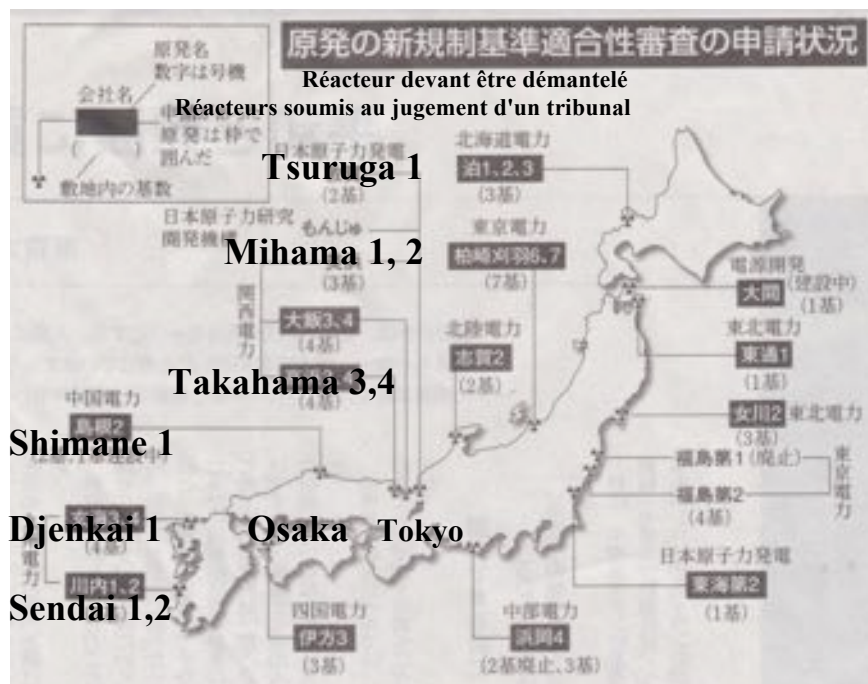 原発の新規制基準適合性審査の申請状況
原発名
数字は号機
会社名
原発は枠で
囲んだ
敷地内の基数
Réacteur devant être démantelé
Réacteurs soumis au jugement d'un tribunal
日本原子力発電
Tsuruga 1
(2基)
北海道電力
泊1、2、3
(3基)
日本原子力研究
開発機構
もんじゅ
Mihama 1, 2
(3基)
東京電力
柏崎刈羽6、7
(7基)
電源開発
大間
(建設中)
(1基)
関西電力
大飯3、4
(4基)
北陸電力
志賀2
(2基)
東北電力
東通1
(1基)
Takahama 3,4
(4基)
中国電力
島根2
Shimane 1
女川2
東北電力
(3基)
福島第1(廃止)
福島第2
(4基)
東京電力
Djenkai 1
(4基)
Osaka
Tokyo
電力
川内1、2
Sendai 1,2
日本原子力発電
東海第2
(1基)
四国電力
伊方3
(3基)
中部電力
浜岡4
(2基廃止、3基)